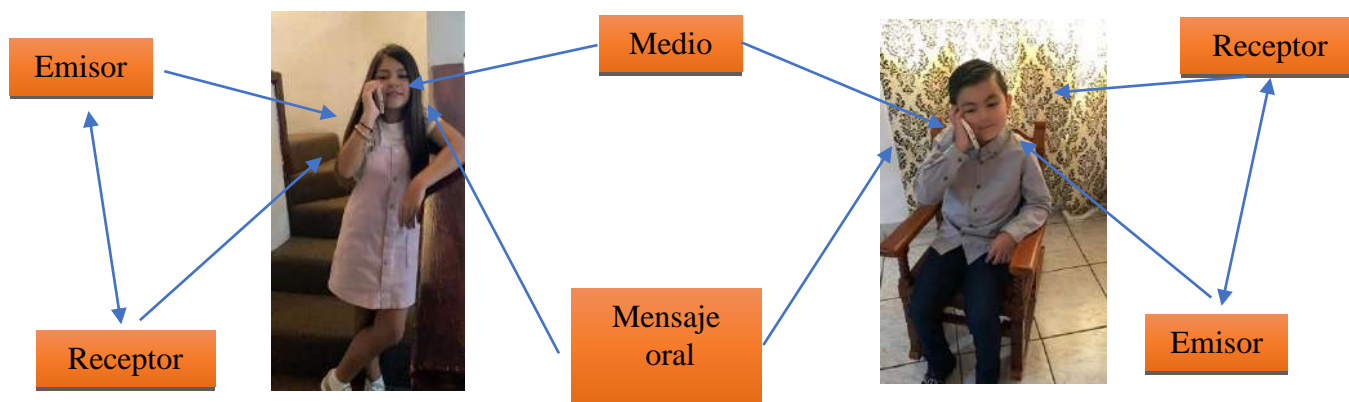 Emisor
Medio
Receptor
Receptor
Mensaje
oral
Emisor